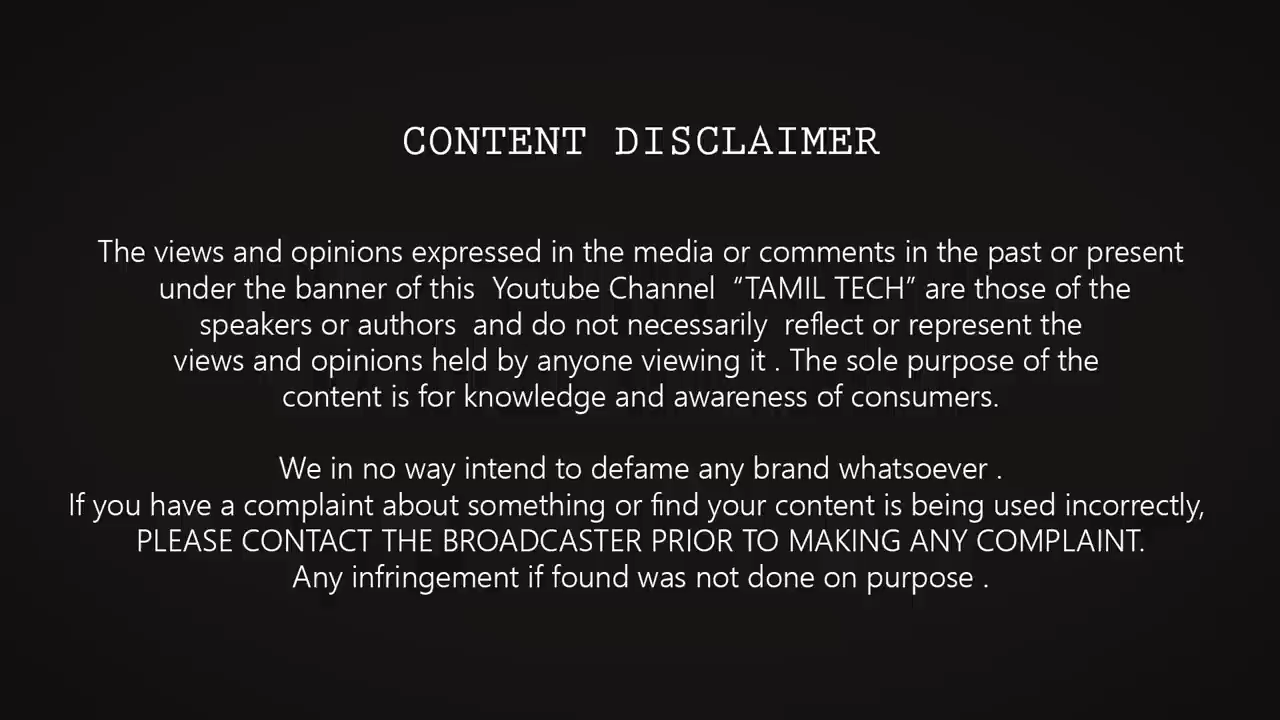 CONTENT DISCLAIMER
The views and opinions expressed in the media or comments in the past or present
under the banner of this Youtube Channel “TAMIL TECH” are those of the
speakers or authors and do not necessarily reflect or represent the
views and opinions held by anyone viewing it . The sole purpose of the
content is for knowledge and awareness of consumers.
We in no way intend to defame any brand whatsoever .
If you have a complaint about something or find your content is being used incorrectly,
PLEASE CONTACT THE BROADCASTER PRIOR TO MAKING ANY COMPLAINT.
Any infringement if found was not done on purpose .